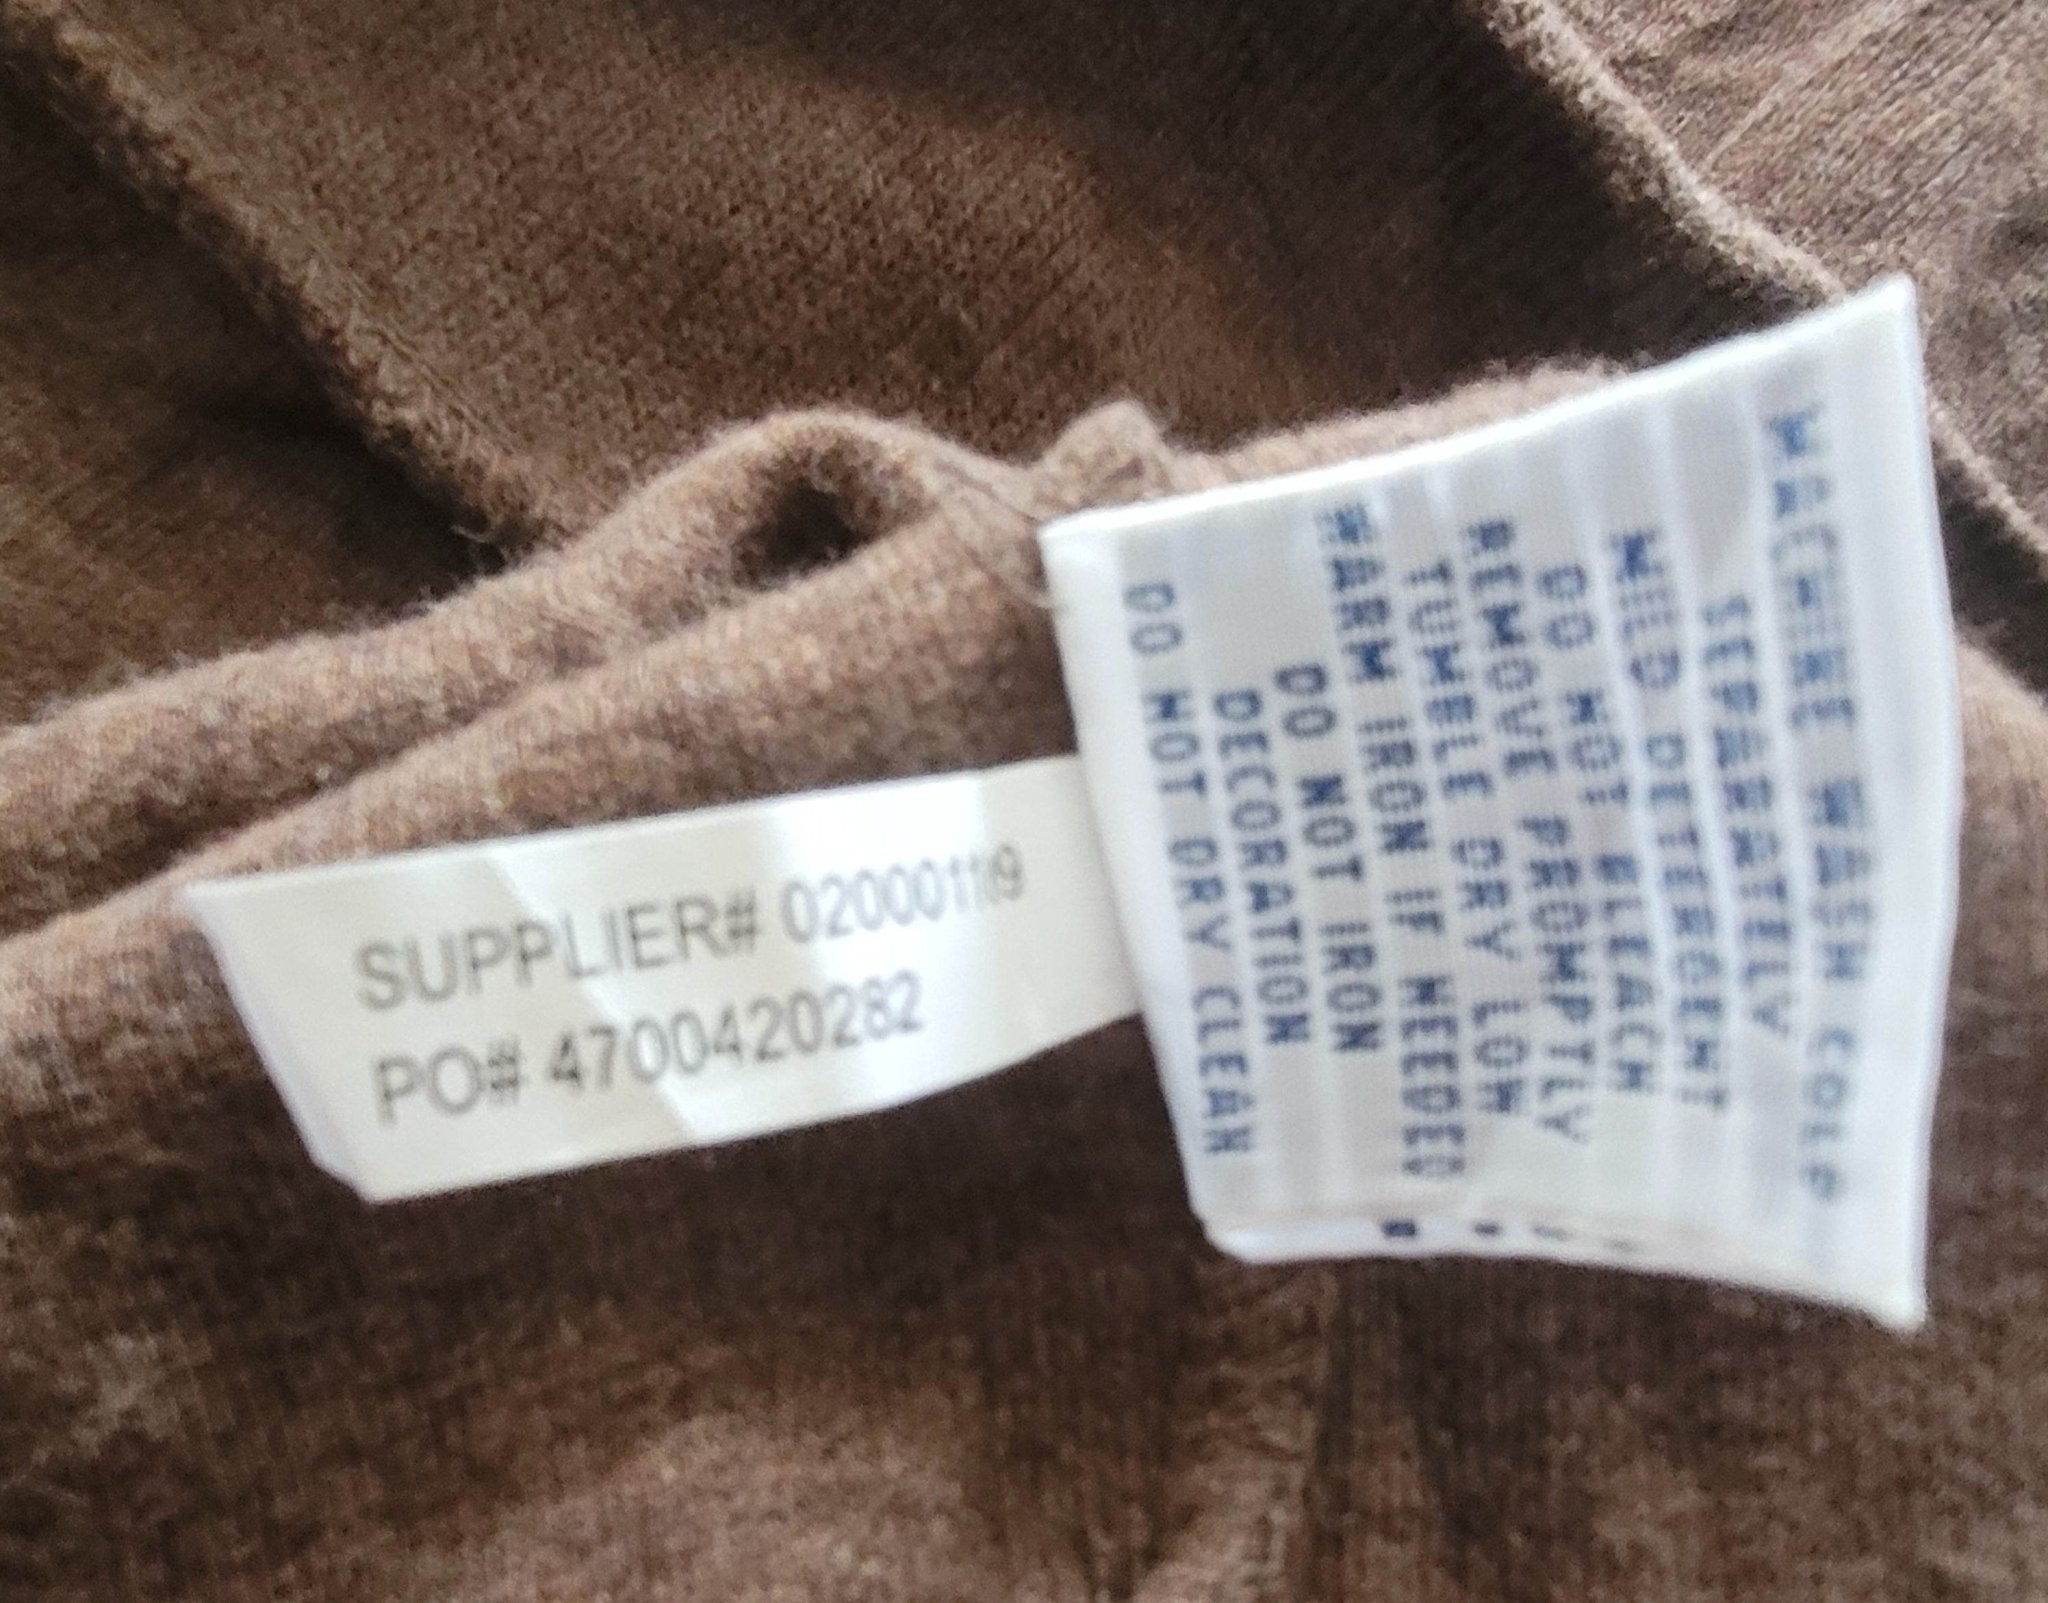 SUPPLIER#
PO# 4700420282
MACHINE WASH COLD
SEPARATELY
MILD DETERGENT
DO NOT BLEACH
REMOVE PROMPTLY
TUMBLE DRY LOW
WARM IRON IF NEEDED
DO NOT IRON
DECORATION
DO NOT DRY CLEAN